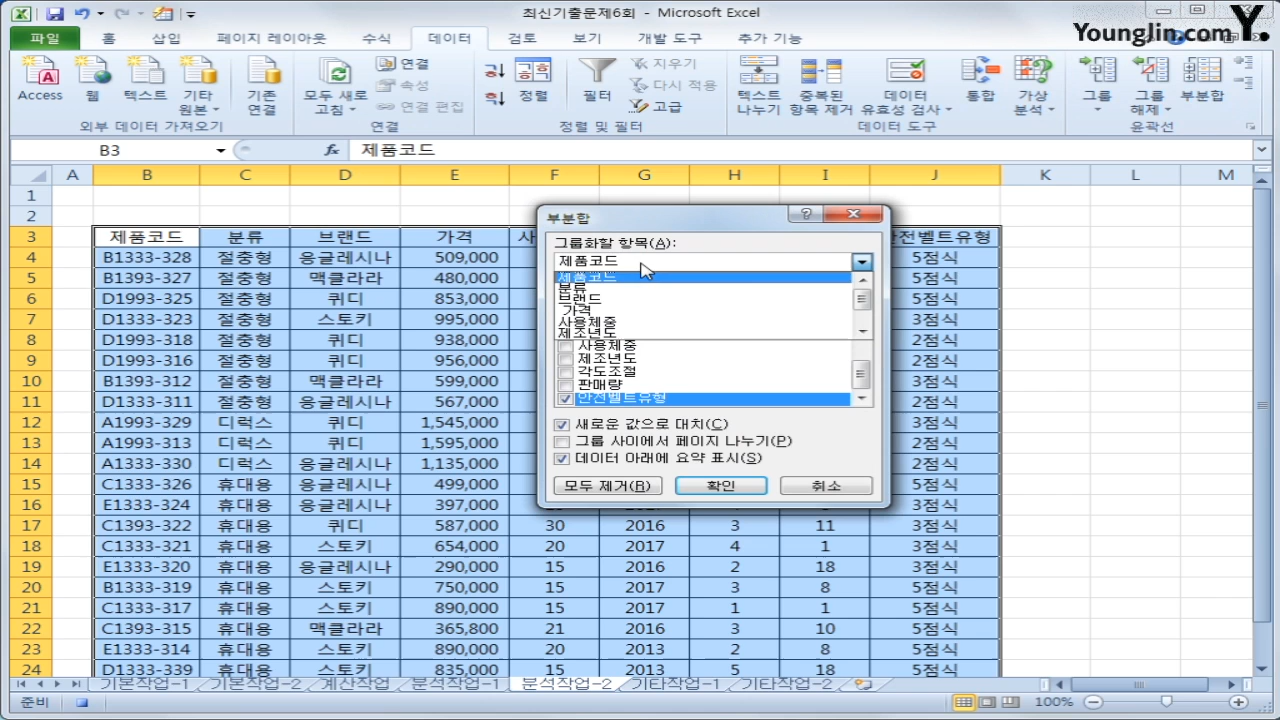 최신기출문제6회 - Microsoft Excel
Younglin.com Y.
파일 홈 삽입 페이지 레이아웃 수식 데이터 검토 보기 개발 도구 추가 기능
Access 웹 텍스트 기타 원본 기존 연결 모두 새로 고침 연결 속성 연결 편집 정렬 필터 지우기 다시 적용 고급 텍스트 나누기 중복된 항목 제거 데이터 유효성 검사 통합 가상 분석 그룹 그룹 해제 부분합
외부 데이터 가져오기 연결 정렬 및 필터 데이터 도구 윤곽선
B3 fx 제품코드
A B C D E F G H I J K L M
1
2
3 제품코드 분류 브랜드 가격 사 안전벨트유형
4 B1333-328 절충형 응글레시나 509,000 5점식
5 B1393-327 절충형 맥클라라 480,000 5점식
6 D1993-325 절충형 퀴디 853,000 5점식
7 D1333-323 절충형 스토키 995,000 3점식
8 D1993-318 절충형 퀴디 938,000 2점식
9 D1993-316 절충형 퀴디 956,000 2점식
10 B1393-312 절충형 맥클라라 599,000 3점식
11 D1333-311 절충형 응글레시나 567,000 2점식
12 A1993-329 디럭스 퀴디 1,545,000 3점식
13 A1993-313 디럭스 퀴디 1,595,000 2점식
14 A1333-330 디럭스 응글레시나 1,135,000 2점식
15 C1333-326 휴대용 응글레시나 499,000 3점식
16 E1333-324 휴대용 응글레시나 397,000 3점식
17 C1393-322 휴대용 퀴디 587,000 30 2016 3 11 3점식
18 C1333-321 휴대용 스토키 654,000 20 2017 4 1 3점식
19 E1333-320 휴대용 응글레시나 290,000 15 2016 2 18 3점식
20 B1333-319 휴대용 스토키 750,000 15 2017 3 8 5점식
21 C1333-317 휴대용 스토키 890,000 15 2017 1 1 5점식
22 C1393-315 휴대용 맥클라라 365,800 21 2016 3 10 5점식
23 E1333-314 휴대용 스토키 890,000 20 2013 2 8 5점식
24 D1333-339 휴대용 스토키 835,000 15 2013 5 18 5점식
부분합
그룹화할 항목(A):
제품코드
제품코드
분류
브랜드
가격
사용체중
제조년도
사용체중
제조년도
각도조절
판매량
안전벨트유형
새로운 값으로 대치(C)
그룹 사이에서 페이지 나누기(P)
데이터 아래에 요약 표시(S)
모두 제거(R) 확인 취소
기본작업-1 기본작업-2 계산작업 분석작업-1 분석작업-2 기타작업-1 기타작업-2
준비 100%